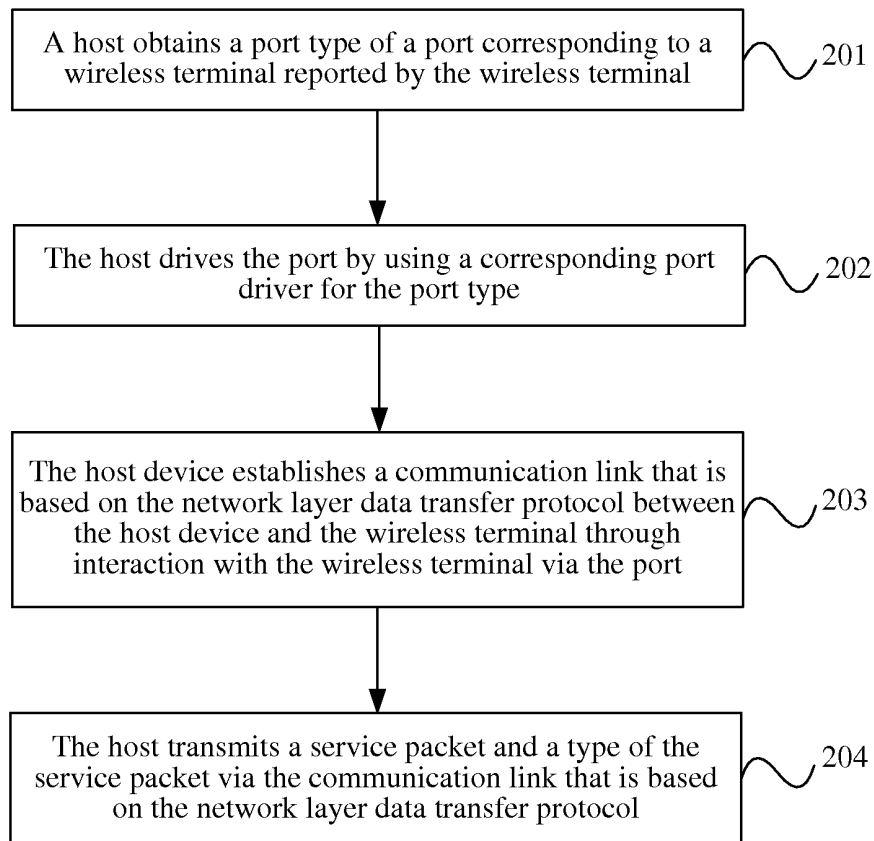 A host obtains a port type of a port corresponding to a
wireless terminal reported by the wireless terminal
201
The host drives the port by using a corresponding port
driver for the port type
202
The host device establishes a communication link that is
based on the network layer data transfer protocol between
the host device and the wireless terminal through
interaction with the wireless terminal via the port
203
The host transmits a service packet and a type of the
service packet via the communication link that is based
on the network layer data transfer protocol
204